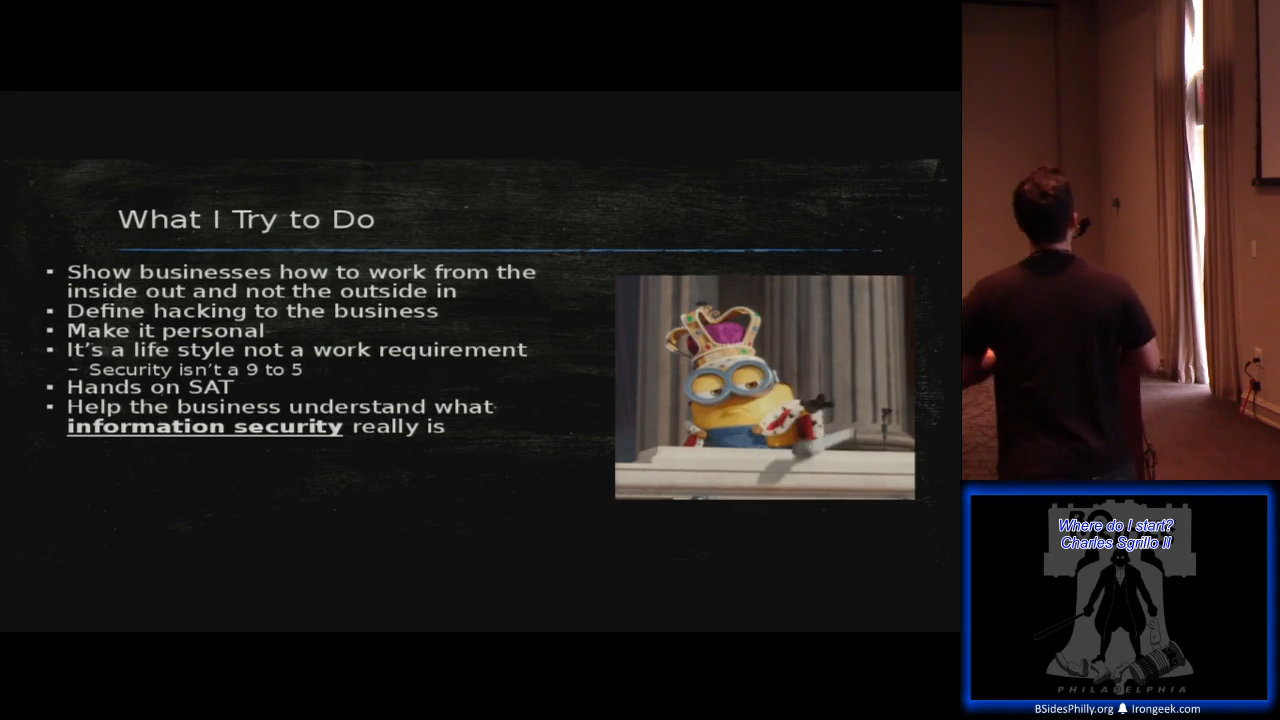 What I Try to Do
▪ Show businesses how to work from the
inside out and not the outside in
▪ Define hacking to the business
▪ Make it personal
▪ It's a life style not a work requirement
– Security isn't a 9 to 5
▪ Hands on SAT
▪ Help the business understand what
information security really is
Where do I start?
Charles Sgrillo II
PHILADELPHIA
BSidesPhilly.org Irongeek.com